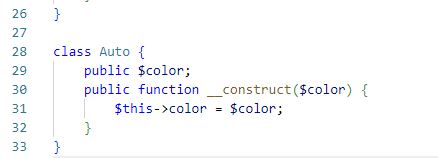 26 }
27
28 class Auto {
29 public $color;
30 public function __construct($color) {
31 $this->color = $color;
32 }
33 }